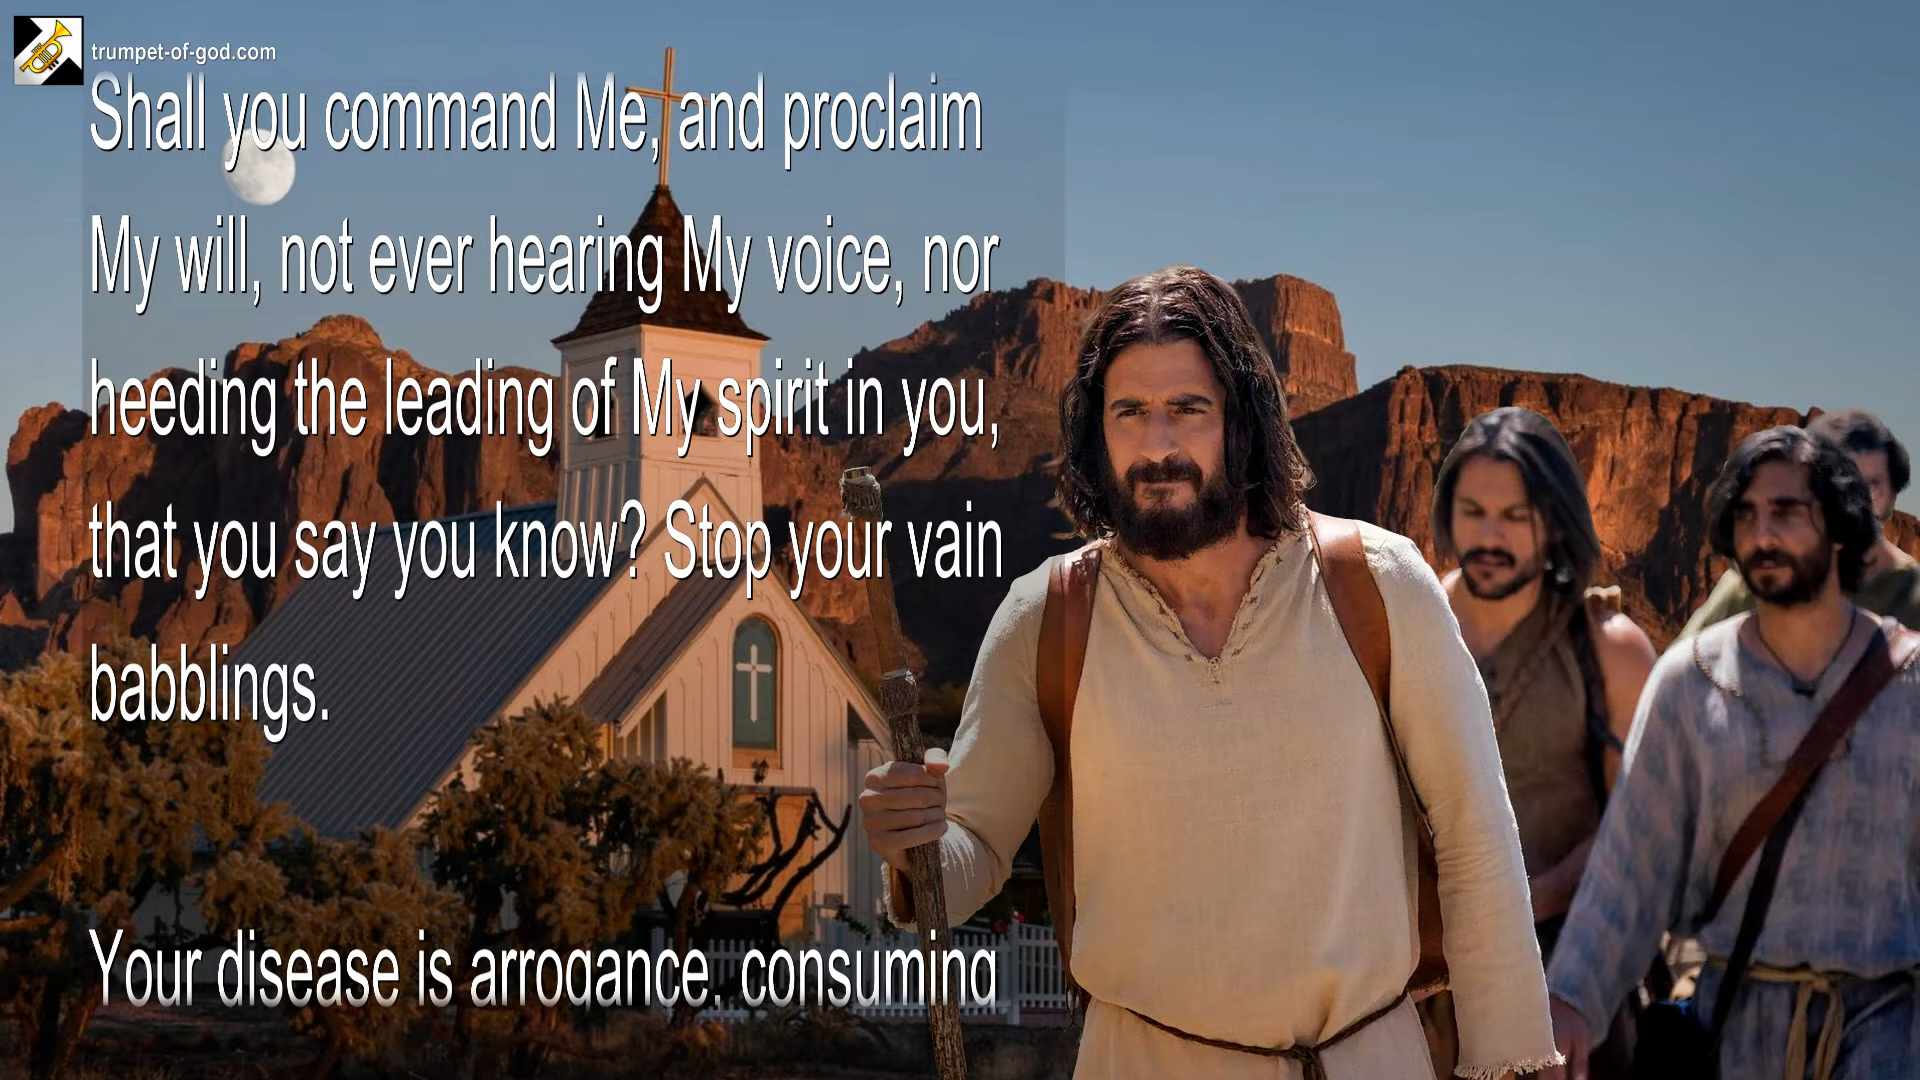 trumpet-of-god.com
Shall you command Me, and proclaim
My will, not ever hearing My voice, nor
heeding the leading of My spirit in you,
that you say you know? Stop your vain
babblings.
Your disease is arrogance, consuming